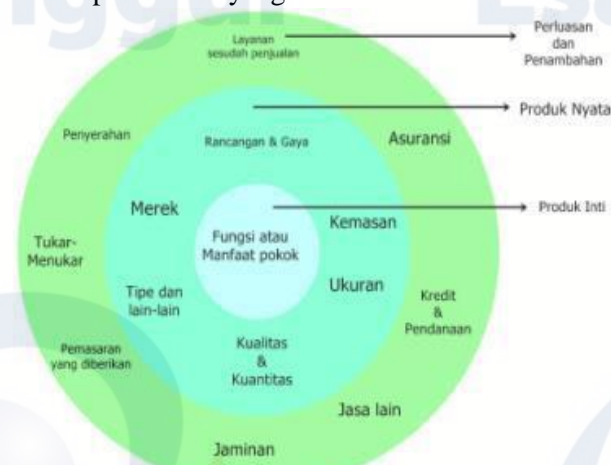 Layanan
sesudah penjualan
Perluasan
dan
Penambahan
Produk Nyata
Penyerahan
Rancangan & Gaya
Asuransi
Merek
Kemasan
Produk Inti
Fungsi atau
Manfaat pokok
Tukar-
Menukar
Tipe dan
lain-lain
Ukuran
Kredit
&
Pendanaan
Pemasaran
yang diberikan
Kualitas
&
Kuantitas
Jasa lain
Jaminan